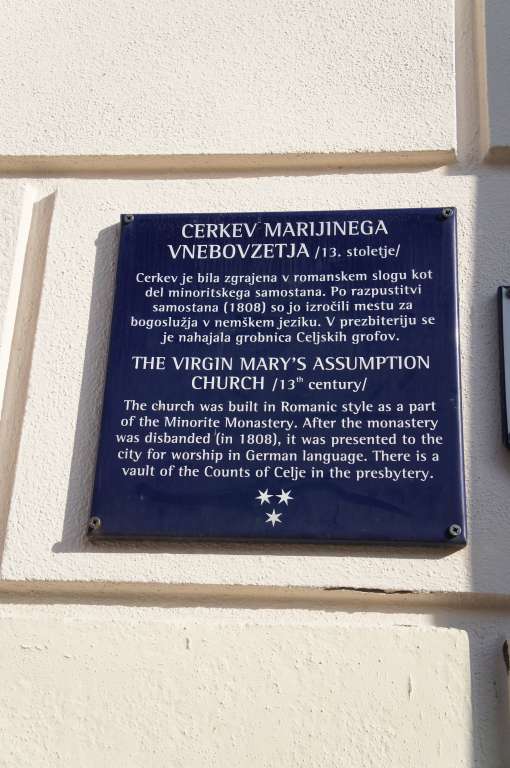 CERKEV MARIJINEGA
VNEBOVZETJA /13. stoletje/
Cerkev je bila zgrajena v romanskem slogu kot
del minoritskega samostana. Po razpustitvi
samostana (1808) so jo izročili mestu za
bogoslužja v nemškem jeziku. V prezbiteriju se
je nahajala grobnica Celjskih grofov.
THE VIRGIN MARY'S ASSUMPTION
CHURCH /13th century/
The church was built in Romanic style as a part
of the Minorite Monastery. After the monastery
was disbanded (in 1808), it was presented to the
city for worship in German language. There is a
vault of the Counts of Celje in the presbytery.